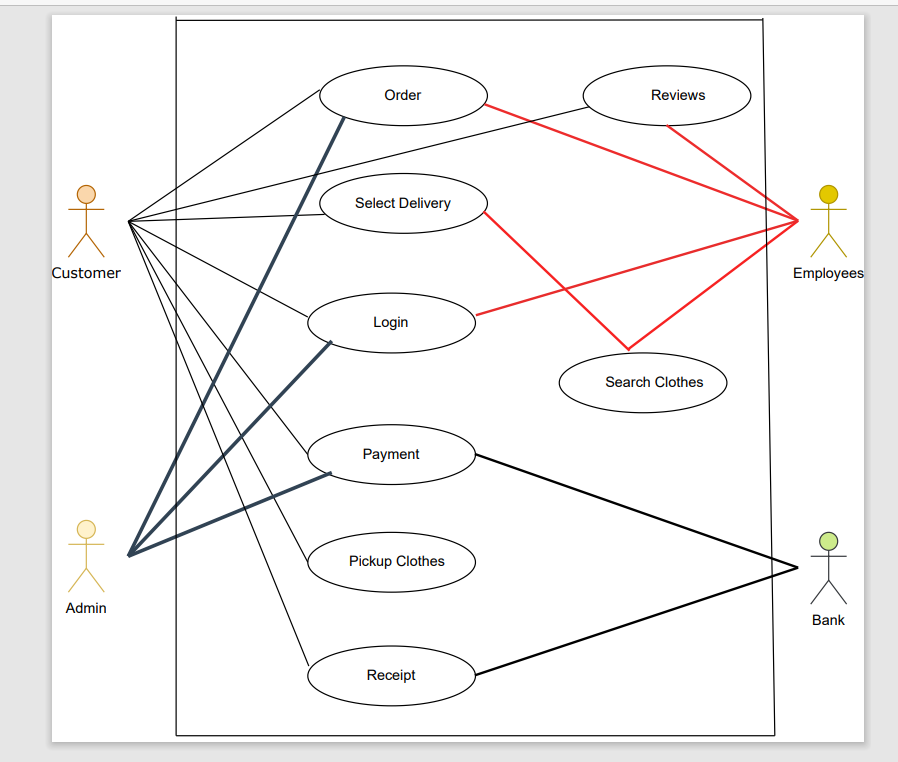 Order
Reviews
Select Delivery
Customer
Employees
Login
Search Clothes
Payment
Pickup Clothes
Admin
Bank
Receipt